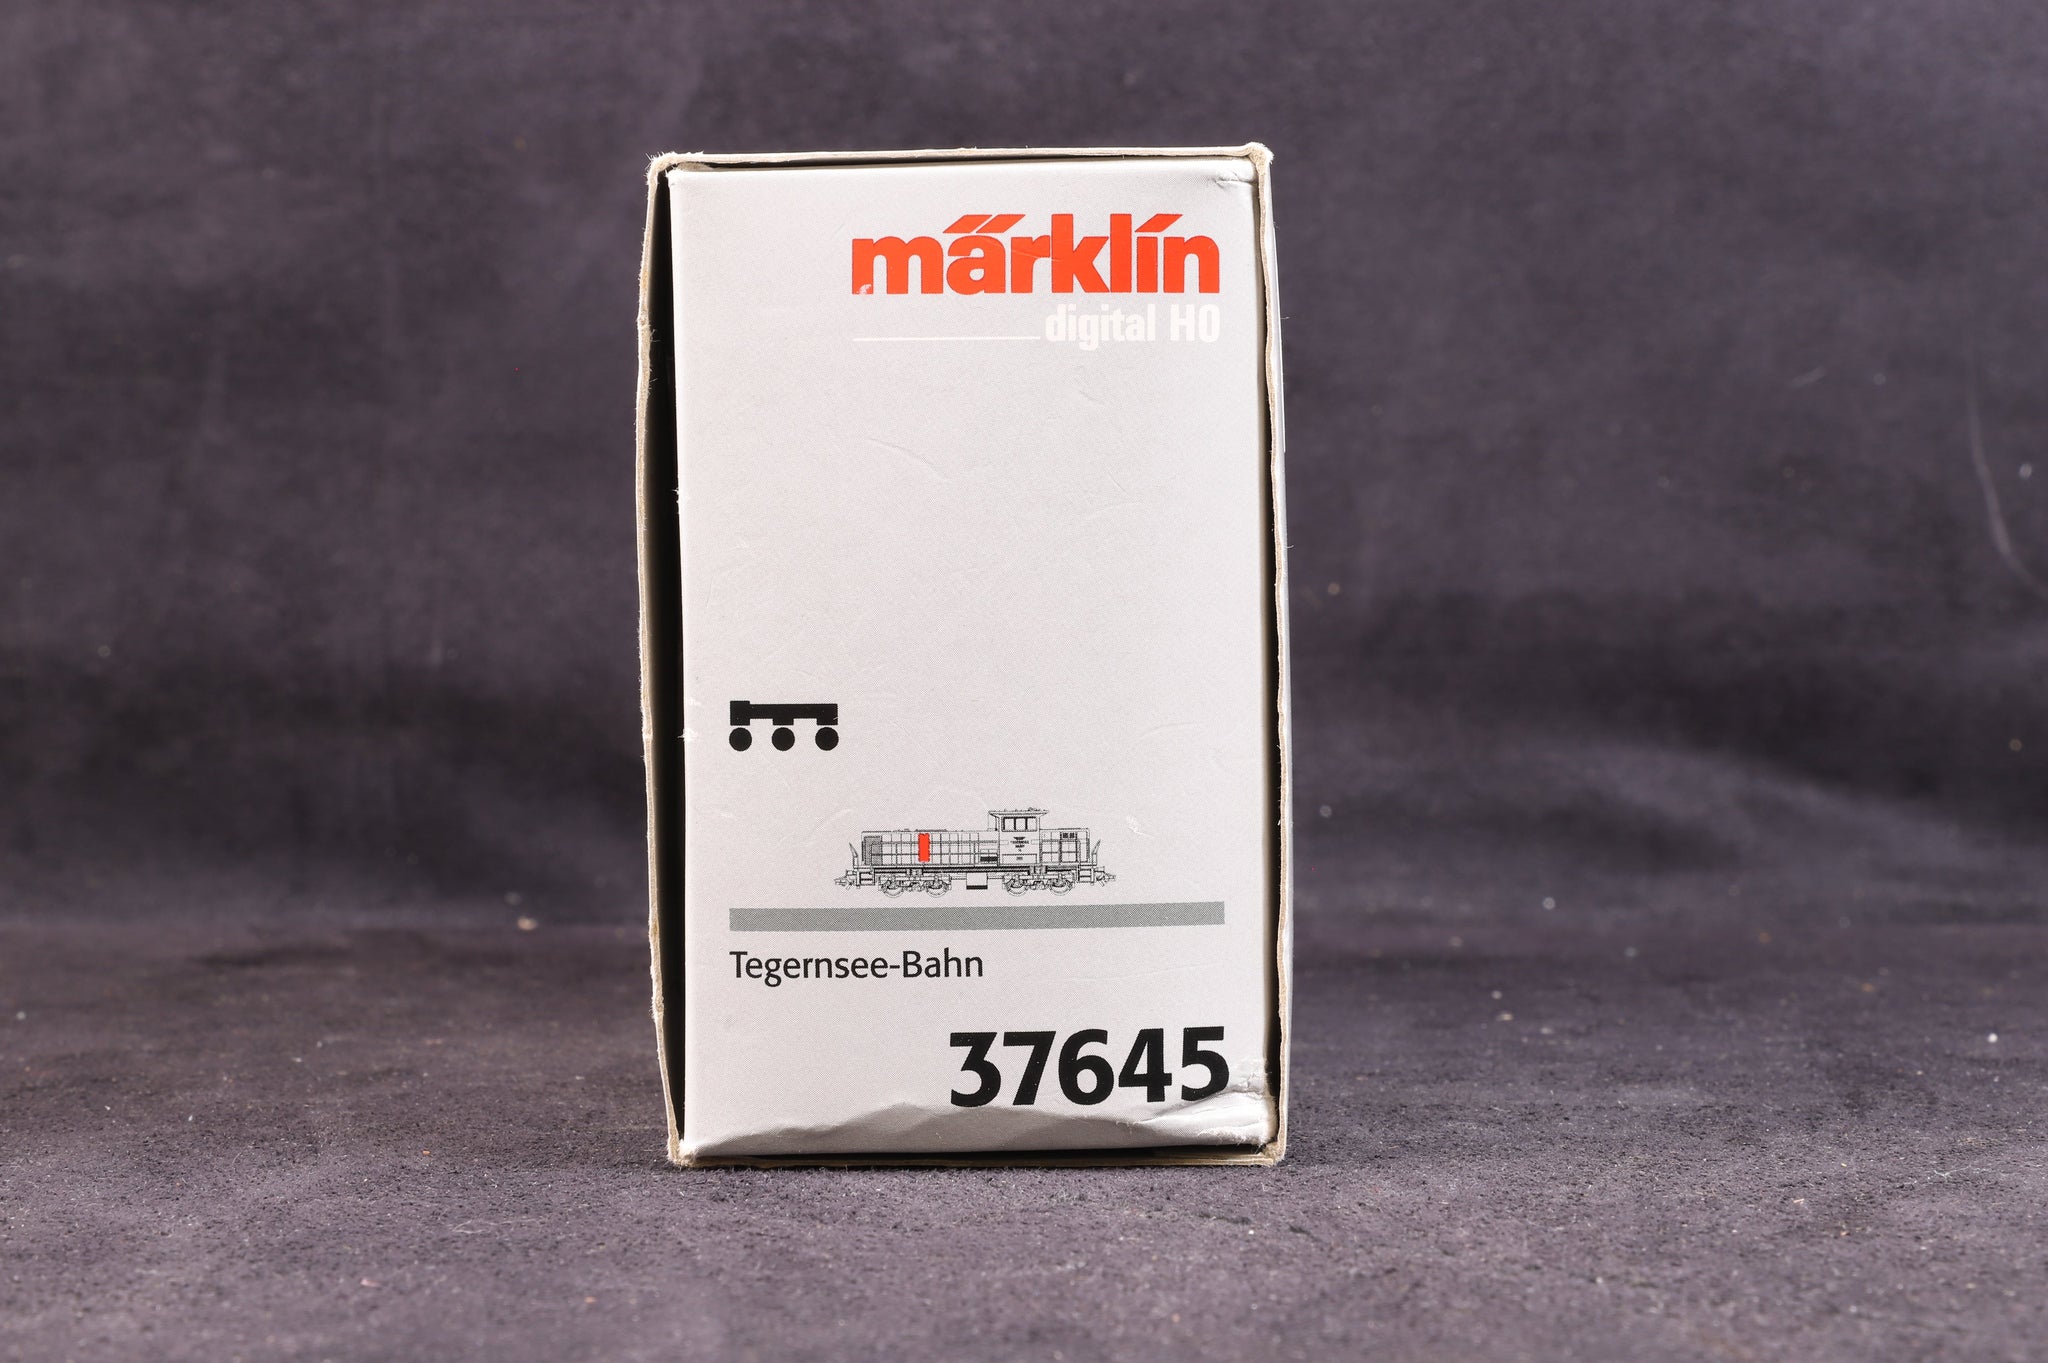 märklin
digital H0
Tegernsee-Bahn
37645